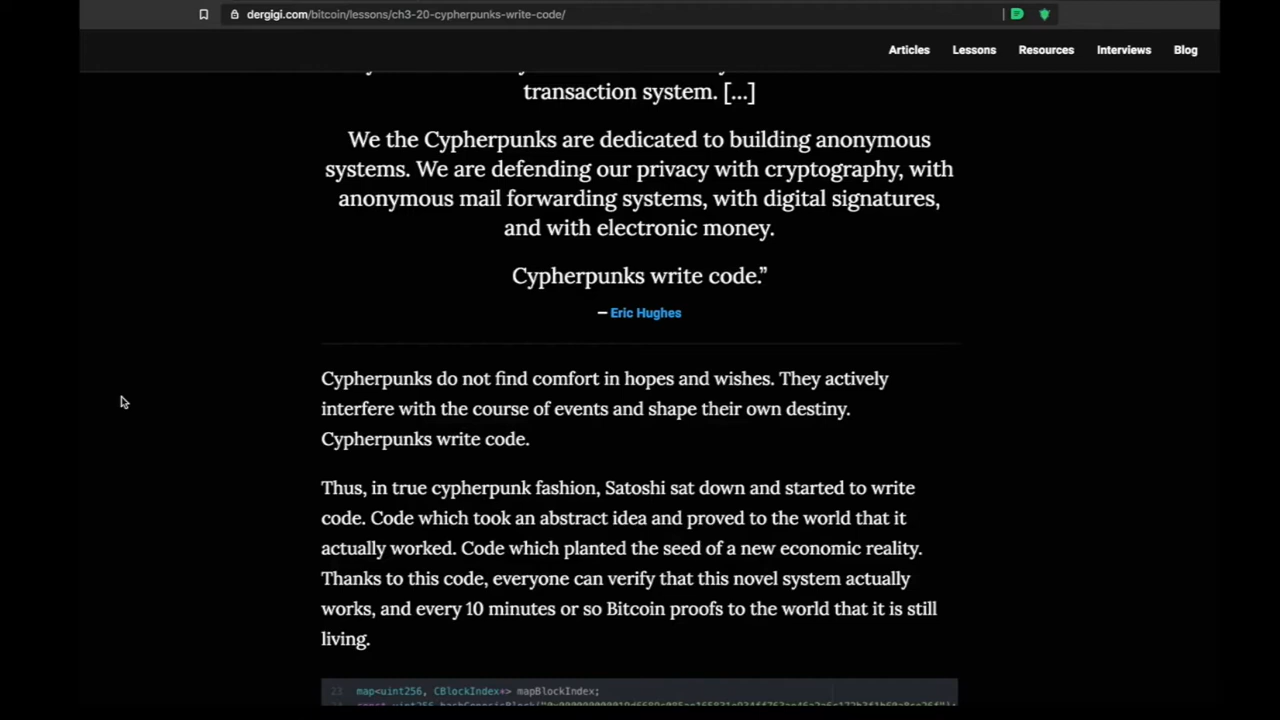 dergigi.com/bitcoin/lessons/ch3-20-cypherpunks-write-code/
Articles Lessons Resources Interviews Blog
transaction system. […]
We the Cypherpunks are dedicated to building anonymous
systems. We are defending our privacy with cryptography, with
anonymous mail forwarding systems, with digital signatures,
and with electronic money.
Cypherpunks write code.”
— Eric Hughes
Cypherpunks do not find comfort in hopes and wishes. They actively
interfere with the course of events and shape their own destiny.
Cypherpunks write code.
Thus, in true cypherpunk fashion, Satoshi sat down and started to write
code. Code which took an abstract idea and proved to the world that it
actually worked. Code which planted the seed of a new economic reality.
Thanks to this code, everyone can verify that this novel system actually
works, and every 10 minutes or so Bitcoin proofs to the world that it is still
living.
23 map<uint256, CBlockIndex*> mapBlockIndex;